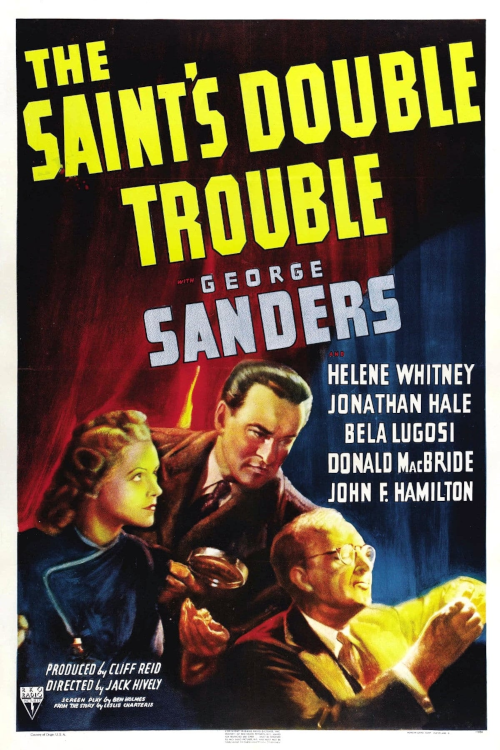 THE
SAINT'S DOUBLE
TROUBLE
WITH GEORGE
SANDERS
AND
HELENE WHITNEY
JONATHAN HALE
BELA LUGOSI
DONALD MACBRIDE
JOHN F. HAMILTON
PRODUCED by CLIFF REID
DIRECTED by JACK HIVELY
SCREEN PLAY by BEN HOLMES
FROM THE STORY by LESLIE CHARTERIS
RKO
RADIO
PICTURES